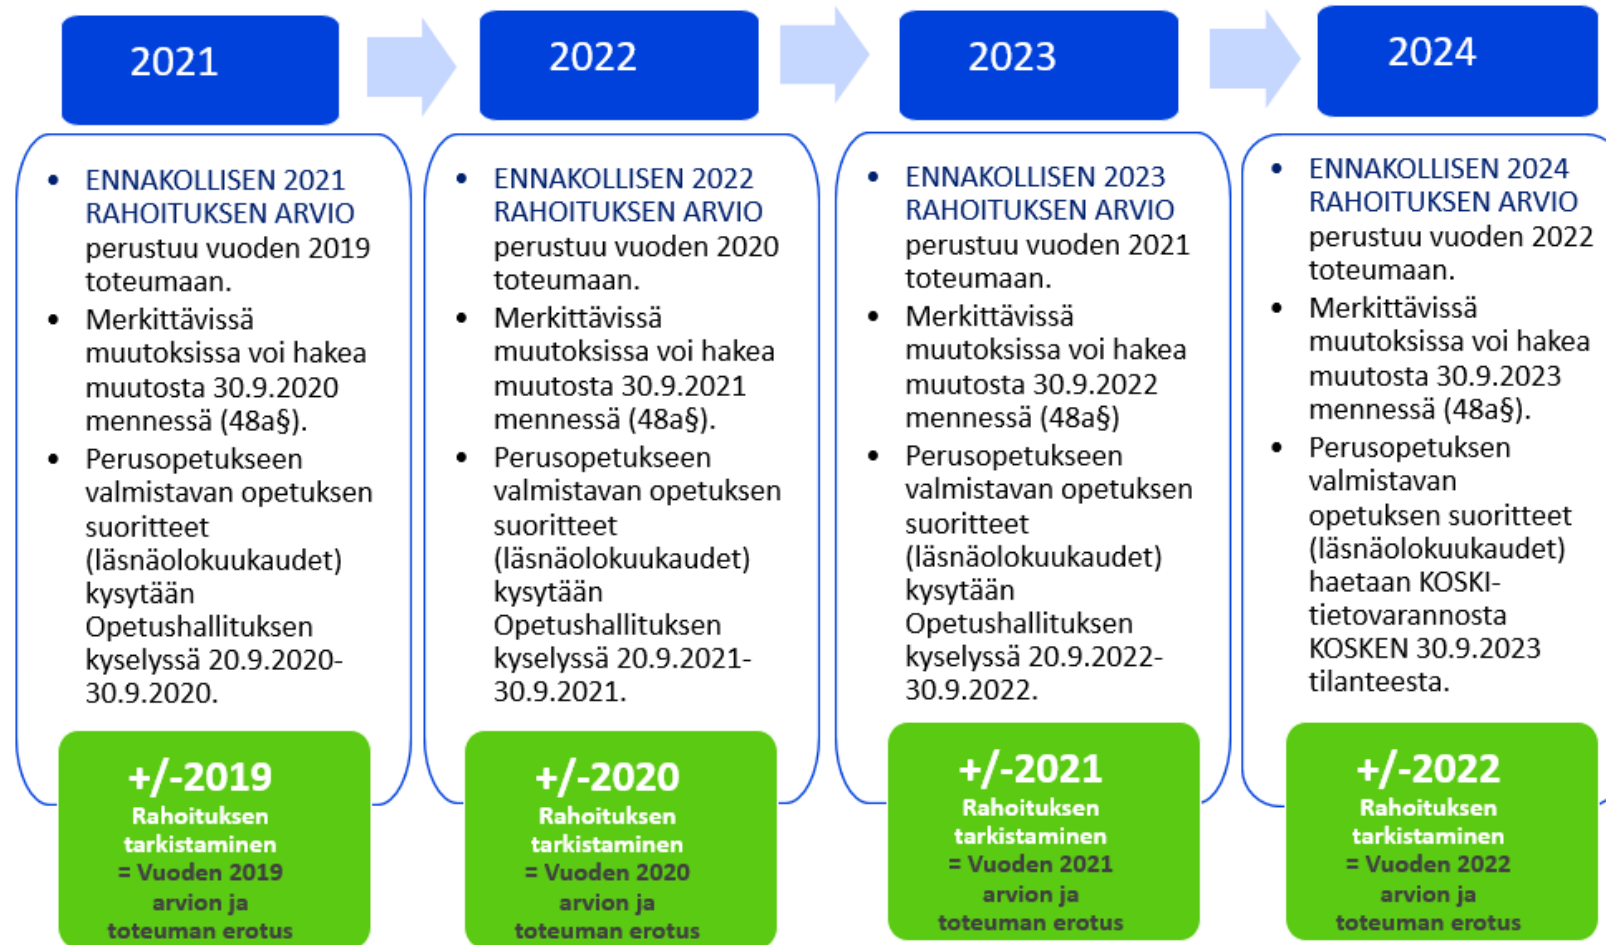 2021
• ENNAKOLLISEN 2021
RAHOITUKSEN ARVIO
perustuu vuoden 2019
toteumaan.
• Merkittävissä
muutoksissa voi hakea
muutosta 30.9.2020
mennessä (48a§).
• Perusopetukseen
valmistavan opetuksen
suoritteet
(läsnäolokuukaudet)
kysytään
Opetushallituksen
kyselyssä 20.9.2020-
30.9.2020.
+/-2019
Rahoituksen
tarkistaminen
= Vuoden 2019
arvion ja
toteuman erotus
2022
• ENNAKOLLISEN 2022
RAHOITUKSEN ARVIO
perustuu vuoden 2020
toteumaan.
• Merkittävissä
muutoksissa voi hakea
muutosta 30.9.2021
mennessä (48a§).
• Perusopetukseen
valmistavan opetuksen
suoritteet
(läsnäolokuukaudet)
kysytään
Opetushallituksen
kyselyssä 20.9.2021-
30.9.2021.
+/-2020
Rahoituksen
tarkistaminen
= Vuoden 2020
arvion ja
toteuman erotus
2023
• ENNAKOLLISEN 2023
RAHOITUKSEN ARVIO
perustuu vuoden 2021
toteumaan.
• Merkittävissä
muutoksissa voi hakea
muutosta 30.9.2022
mennessä (48a§)
• Perusopetukseen
valmistavan opetuksen
suoritteet
(läsnäolokuukaudet)
kysytään
Opetushallituksen
kyselyssä 20.9.2022-
30.9.2022.
+/-2021
Rahoituksen
tarkistaminen
= Vuoden 2021
arvion ja
toteuman erotus
2024
• ENNAKOLLISEN 2024
RAHOITUKSEN ARVIO
perustuu vuoden 2022
toteumaan.
• Merkittävissä
muutoksissa voi hakea
muutosta 30.9.2023
mennessä (48a§).
• Perusopetuksen
valmistavan
opetuksen suoritteet
(läsnäolokuukaudet)
haetaan KOSKI-
tietovarannosta
KOSKEN 30.9.2023
tilanteesta.
+/-2022
Rahoituksen
tarkistaminen
= Vuoden 2022
arvion ja
toteuman erotus